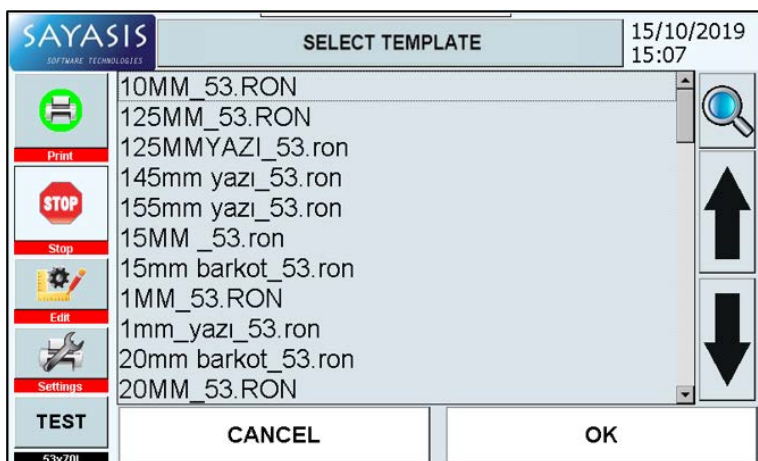 SAYASIS
SOFTWARE TECHNOLOGIES
SELECT TEMPLATE
15/10/2019
15:07
Print
STOP
Stop
Edit
Settings
TEST
53x70L
10MM_53.RON
125MM_53.RON
125MMYAZI_53.ron
145mm yazı_53.ron
155mm yazı_53.ron
15MM _53.ron
15mm barkot_53.ron
1MM_53.RON
1mm_yazı_53.ron
20mm barkot_53.ron
20MM_53.RON
CANCEL
OK